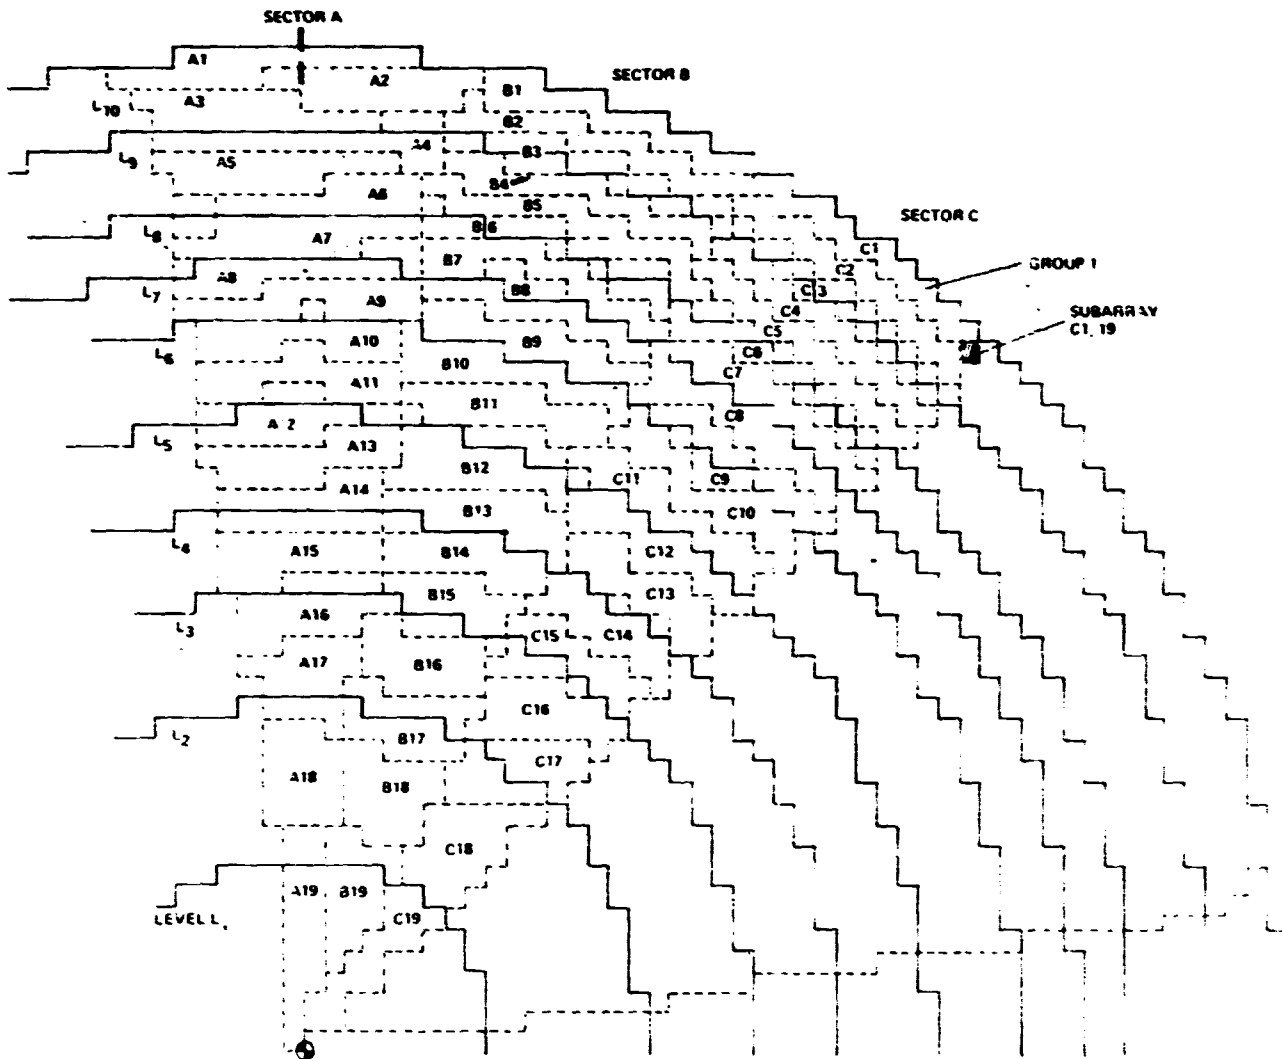 SECTOR A
A1
A2
SECTOR B
B1
L10
A3
B2
L9
A4
B3
A5
B4
A6
B5
B6
SECTOR C
L8
A7
C1
B7
C2
GROUP 1
L7
A8
B8
C3
A9
C4
SUBARRAY
C1, 19
L6
A10
B9
C5
B10
C6
A11
C7
B11
C8
L5
A13
B12
C11
C9
A14
B13
C10
L4
A15
B14
C12
B15
C13
L3
A16
C15
C14
A17
B16
C16
L2
B17
C17
A18
B18
C18
A19
B19
C19
LEVEL L